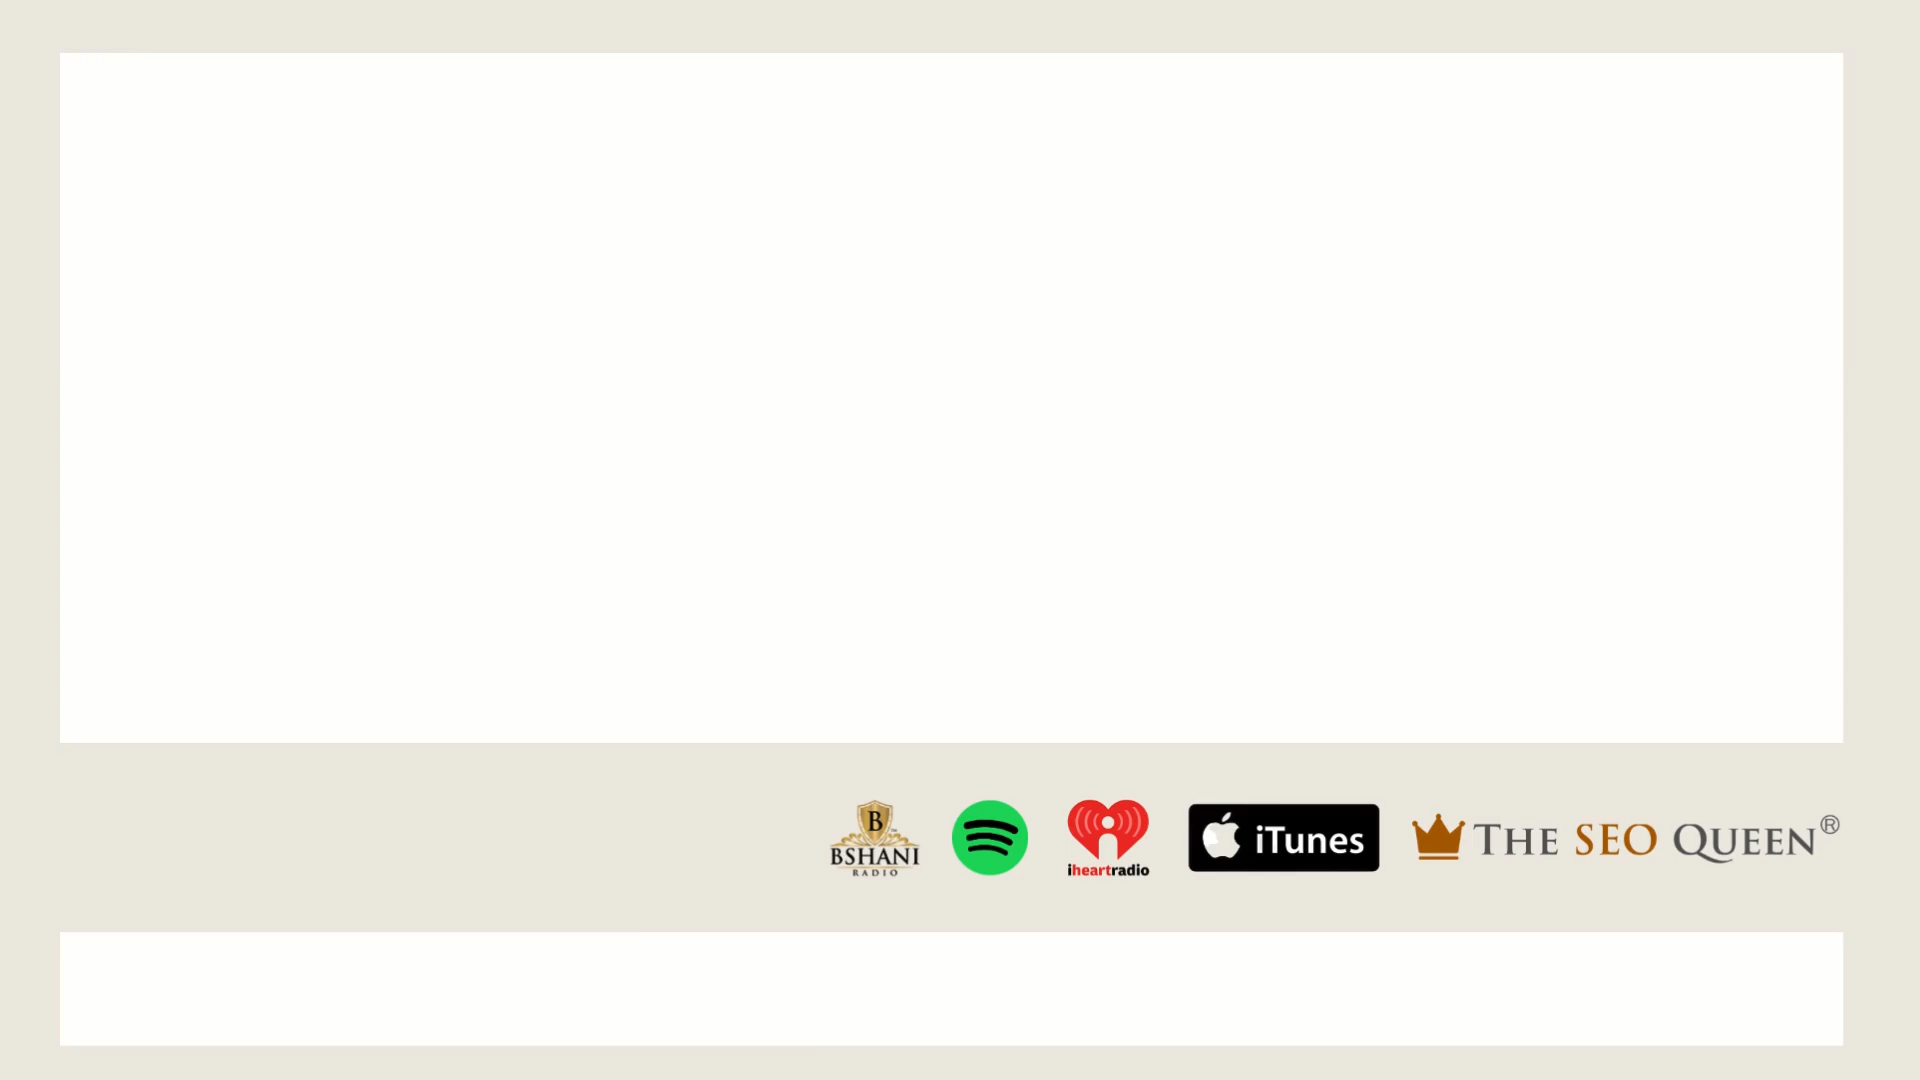 B
BSHANI
RADIO
iheartradio
iTunes
THE SEO QUEEN®